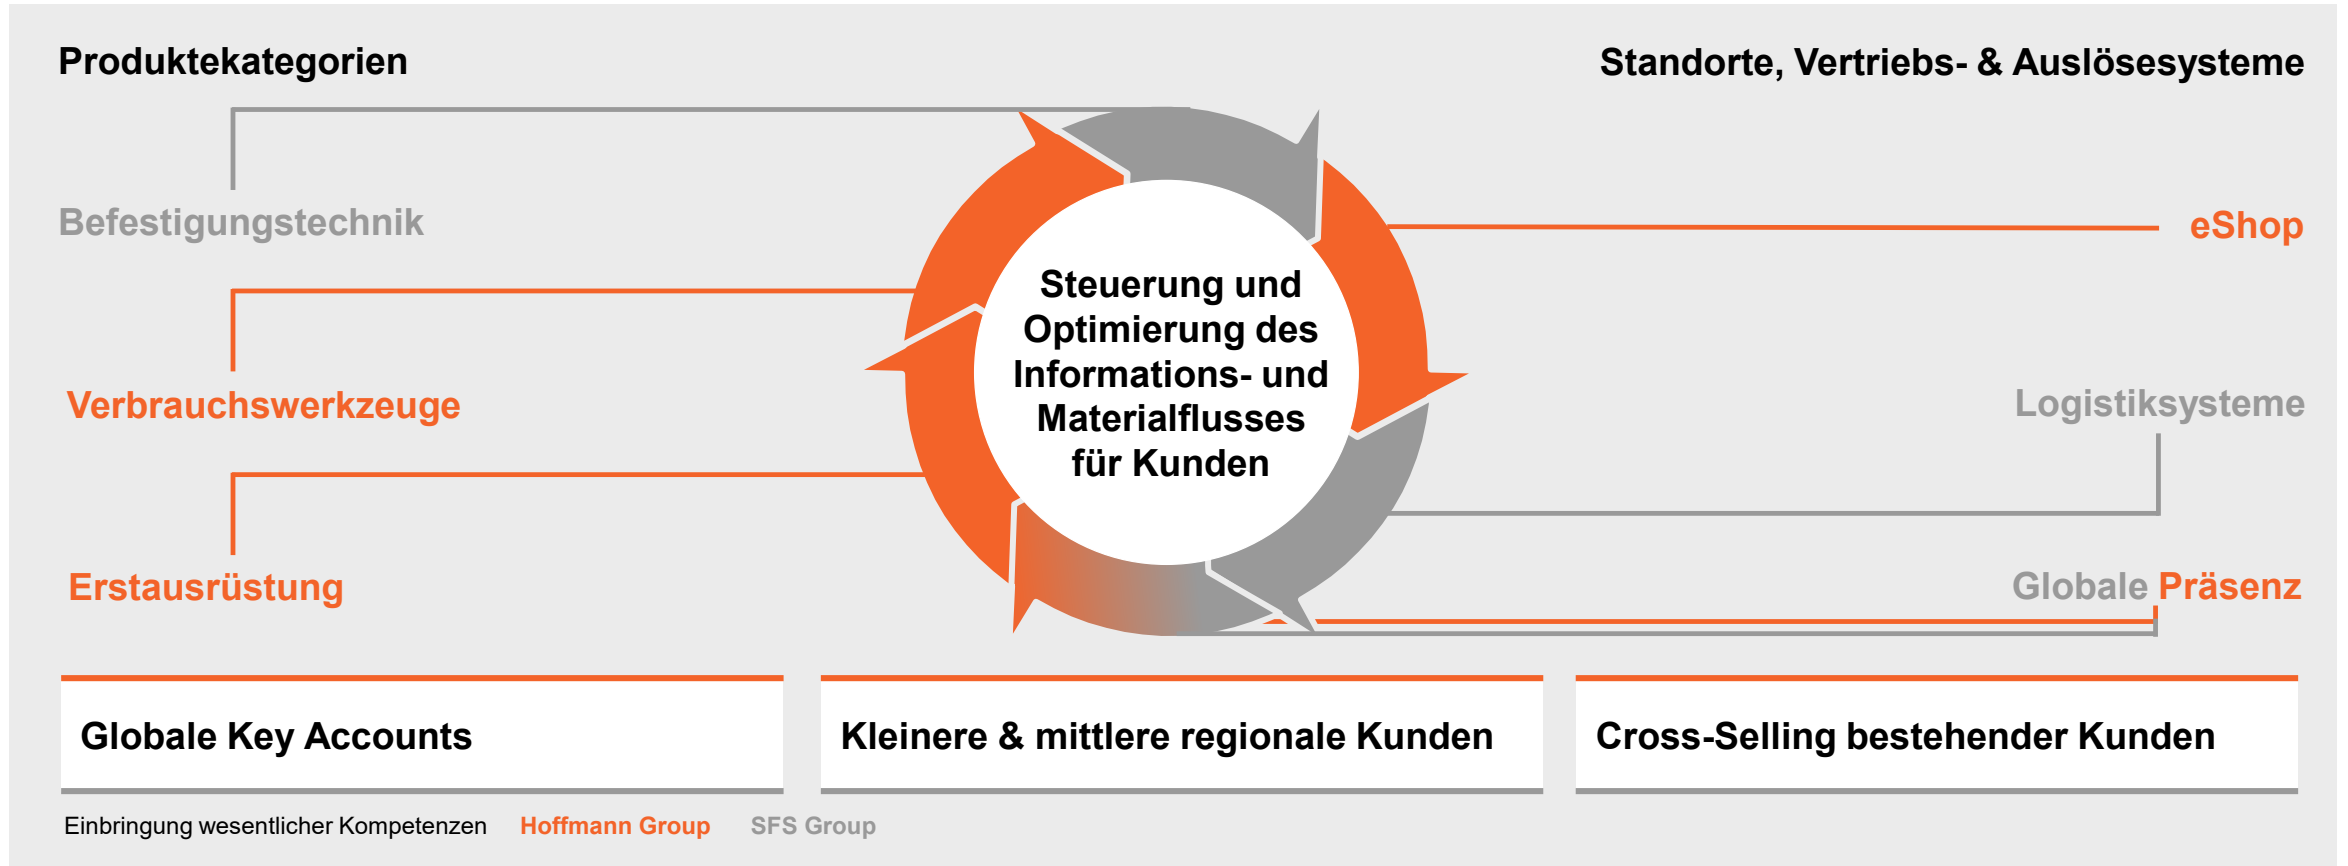 Produktekategorien
Standorte, Vertriebs- & Auslösesysteme
Befestigungstechnik
Verbrauchswerkzeuge
Erstausrüstung
Steuerung und
Optimierung des
Informations- und
Materialflusses
für Kunden
eShop
Logistiksysteme
Globale Präsenz
Globale Key Accounts
Kleinere & mittlere regionale Kunden
Cross-Selling bestehender Kunden
Einbringung wesentlicher Kompetenzen Hoffmann Group SFS Group